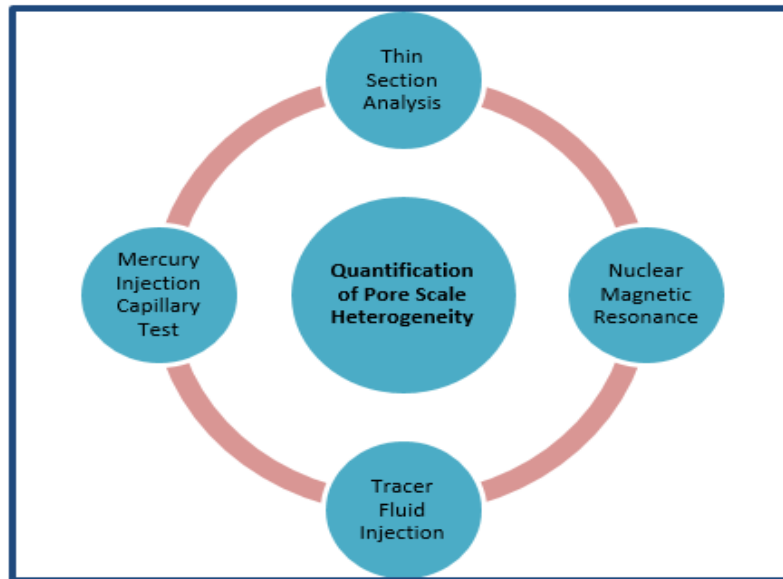 Thin
Section
Analysis
Mercury
Injection
Capillary
Test
Quantification
of Pore Scale
Heterogeneity
Nuclear
Magnetic
Resonance
Tracer
Fluid
Injection